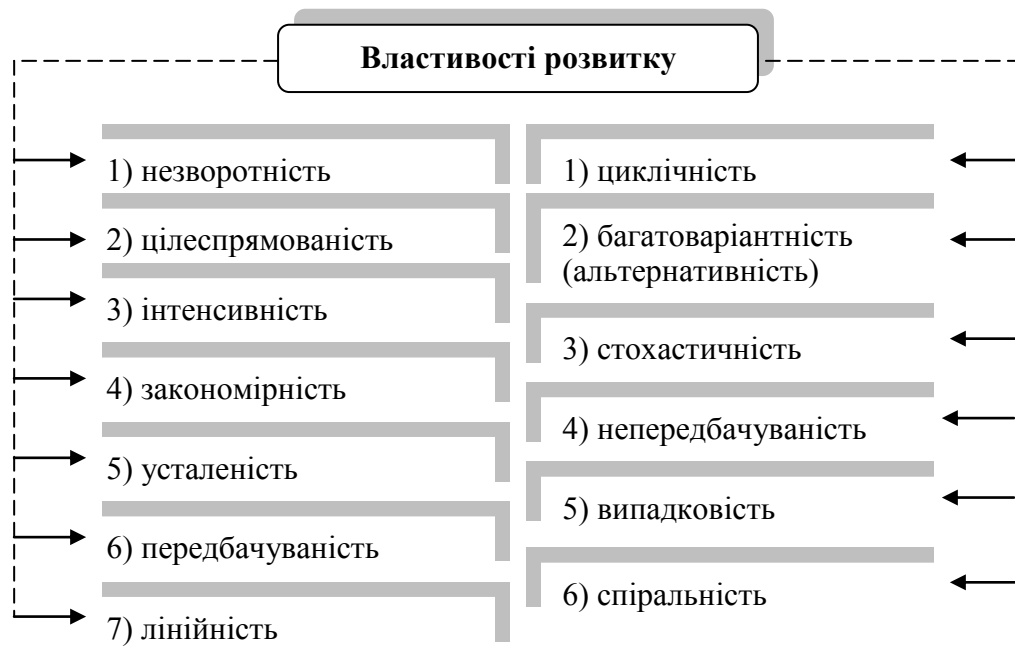 Властивості розвитку
1) незворотність
2) цілеспрямованість
3) інтенсивність
4) закономірність
5) усталеність
6) передбачуваність
7) лінійність
1) циклічність
2) багатоваріантність
(альтернативність)
3) стохастичність
4) непередбачуваність
5) випадковість
6) спіральність